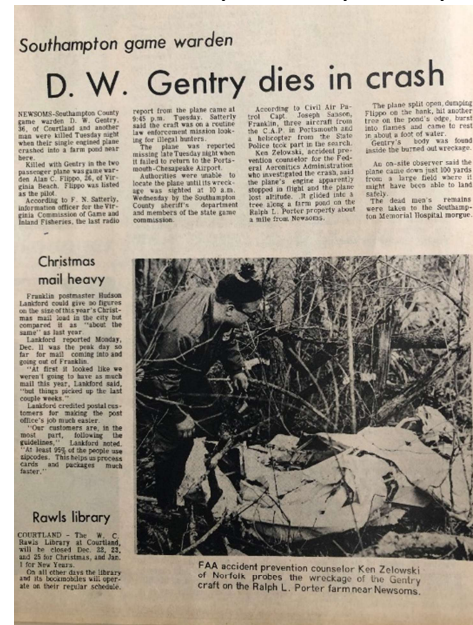 Southampton game warden
D. W. Gentry dies in crash
NEWSOMS-Southampton County
game warden D. W. Gentry,
36, of Courtland and another
man were killed Tuesday night
when their single engine plane
crashed into a farm pond near
here.
Killed with Gentry in the two
passenger plane was game war-
den Alan C. Flippo, 26, of Vir-
ginia Beach. Flippo was listed
as the pilot.
According to F. N. Satterly,
information officer for the Vir-
ginia Commission of Game and
Inland Fisheries, the last radio
report from the plane came at
9:45 p.m. Tuesday. Satterly
said the craft was on a routine
law enforcement mission look-
ing for illegal hunters.
The plane was reported
missing late Tuesday night when
it failed to return to the Ports-
mouth-Chesapeake Airport.
Authorities were unable to
locate the plane until its wreck-
age was sighted at 10 a.m.
Wednesday by the Southampton
County sheriff's department
and members of the state game
commission.
According to Civil Air Pa-
trol Capt. Joseph Sanson,
Franklin, three aircraft from
the C.A.P. in Portsmouth and
a helicopter from the State
Police took part in the search.
Ken Zelowski, accident pre-
vention counselor for the Fed-
eral Aeronautics Administration
who investigated the crash, said
the plane's engine apparently
stopped in flight and the plane
lost altitude. It glided into a
tree along a farm pond on the
Ralph L. Porter property about
a mile from Newsoms.
The plane split open, dumping
Flippo on the bank, hit another
tree on the pond's edge, burst
into flames and came to rest
in about a foot of water.
Gentry's body was found
inside the burned out wreckage.
An on-site observer said the
plane came down just 100 yards
from a large field where it
might have been able to land
safely.
The dead men's remains
were taken to the Southamp-
ton Memorial Hospital morgue
Christmas
mail heavy
Franklin postmaster Hudson
Lankford could give no figures
on the size of this year's Christ-
mas mail load in the city but
compared it as "about the
same" as last year.
Lankford reported Monday,
Dec. 11 was the peak day so
far for mail coming into and
going out of Franklin.
"At first it looked like we
weren't going to have as much
mail this year, Lankford said,
"but things picked up the last
couple weeks."
Lankford credited postal cus-
tomers for making the post
office's job much easier.
"Our customers are, in the
most part, following the
guidelines," Lankford noted.
"At least 95% of the people use
zipcodes. This helps us process
cards and packages much
faster."
Rawls library
COURTLAND - The W. C.
Rawls Library at Courtland,
will be closed Dec. 22, 23,
and 25 for Christmas, and Jan.
1 for New Years.
On all other days the library
and its bookmobiles will oper-
ate on their regular schedule.
FAA accident prevention counselor Ken Zelowski
of Norfolk probes the wreckage of the Gentry
craft on the Ralph L. Porter farm near Newsoms.